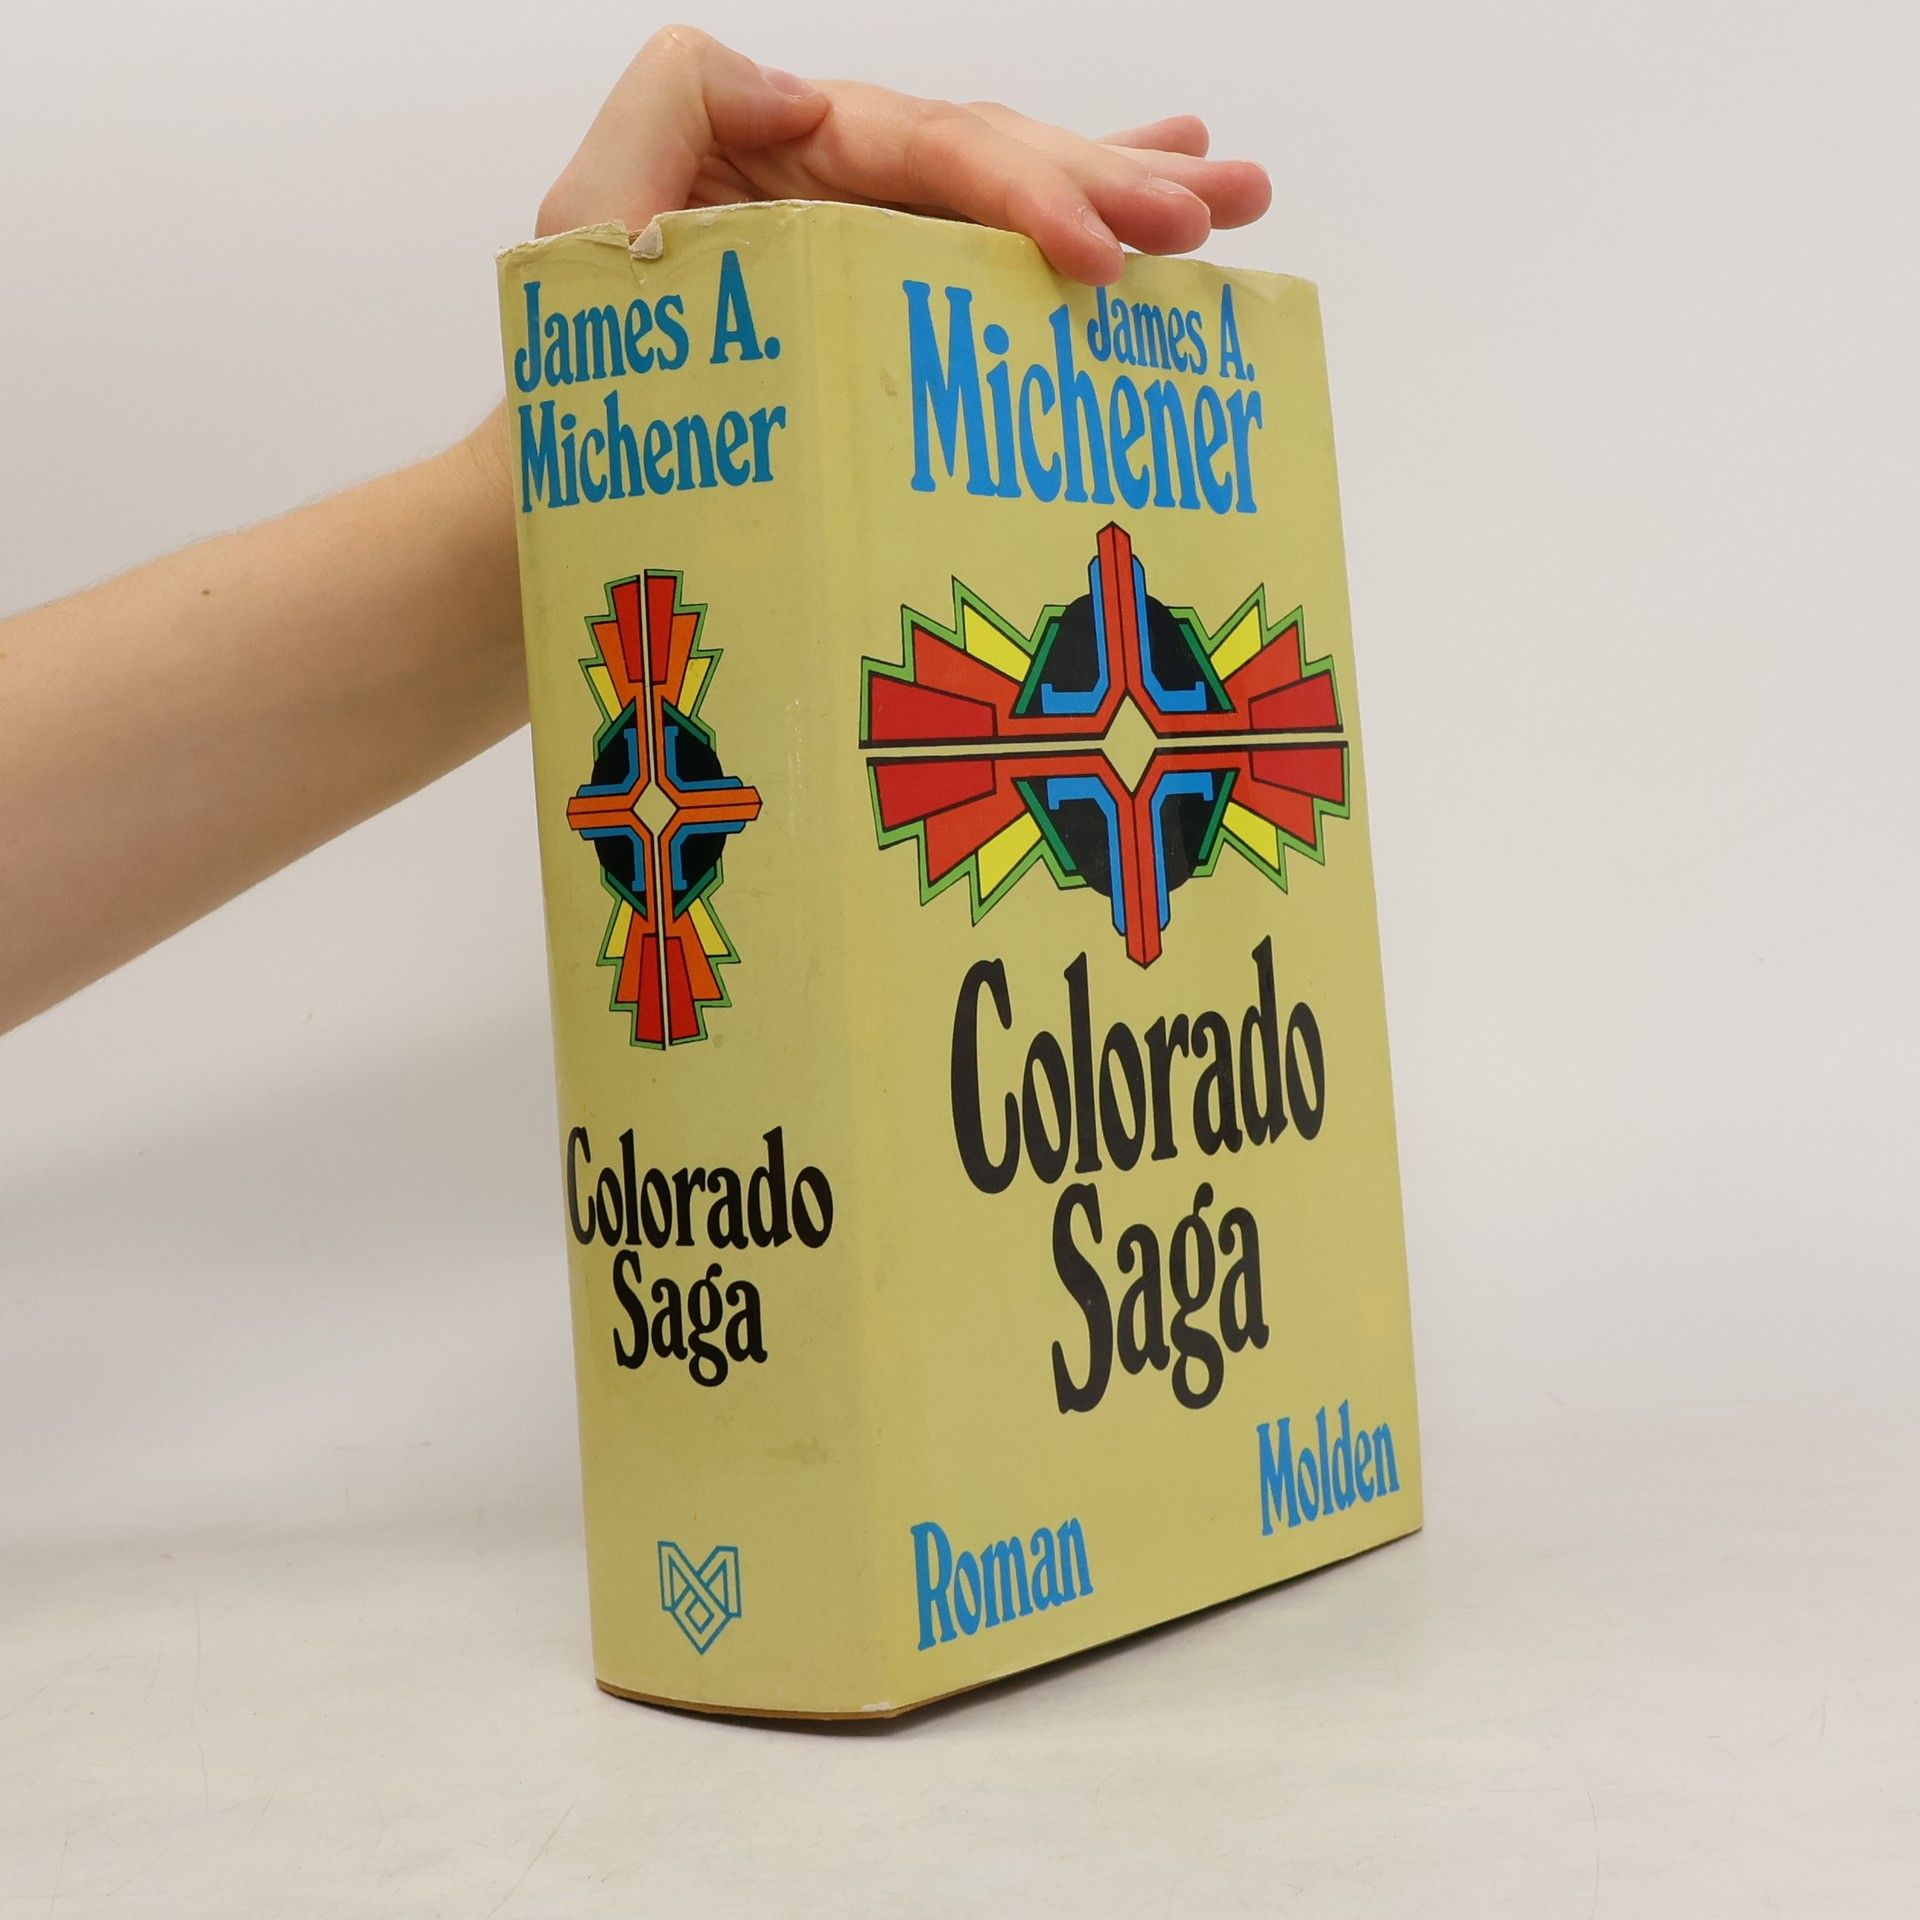 James A.
Michener
Colorado
Saga
James A.
Michener
Colorado
Saga
Roman
Molden